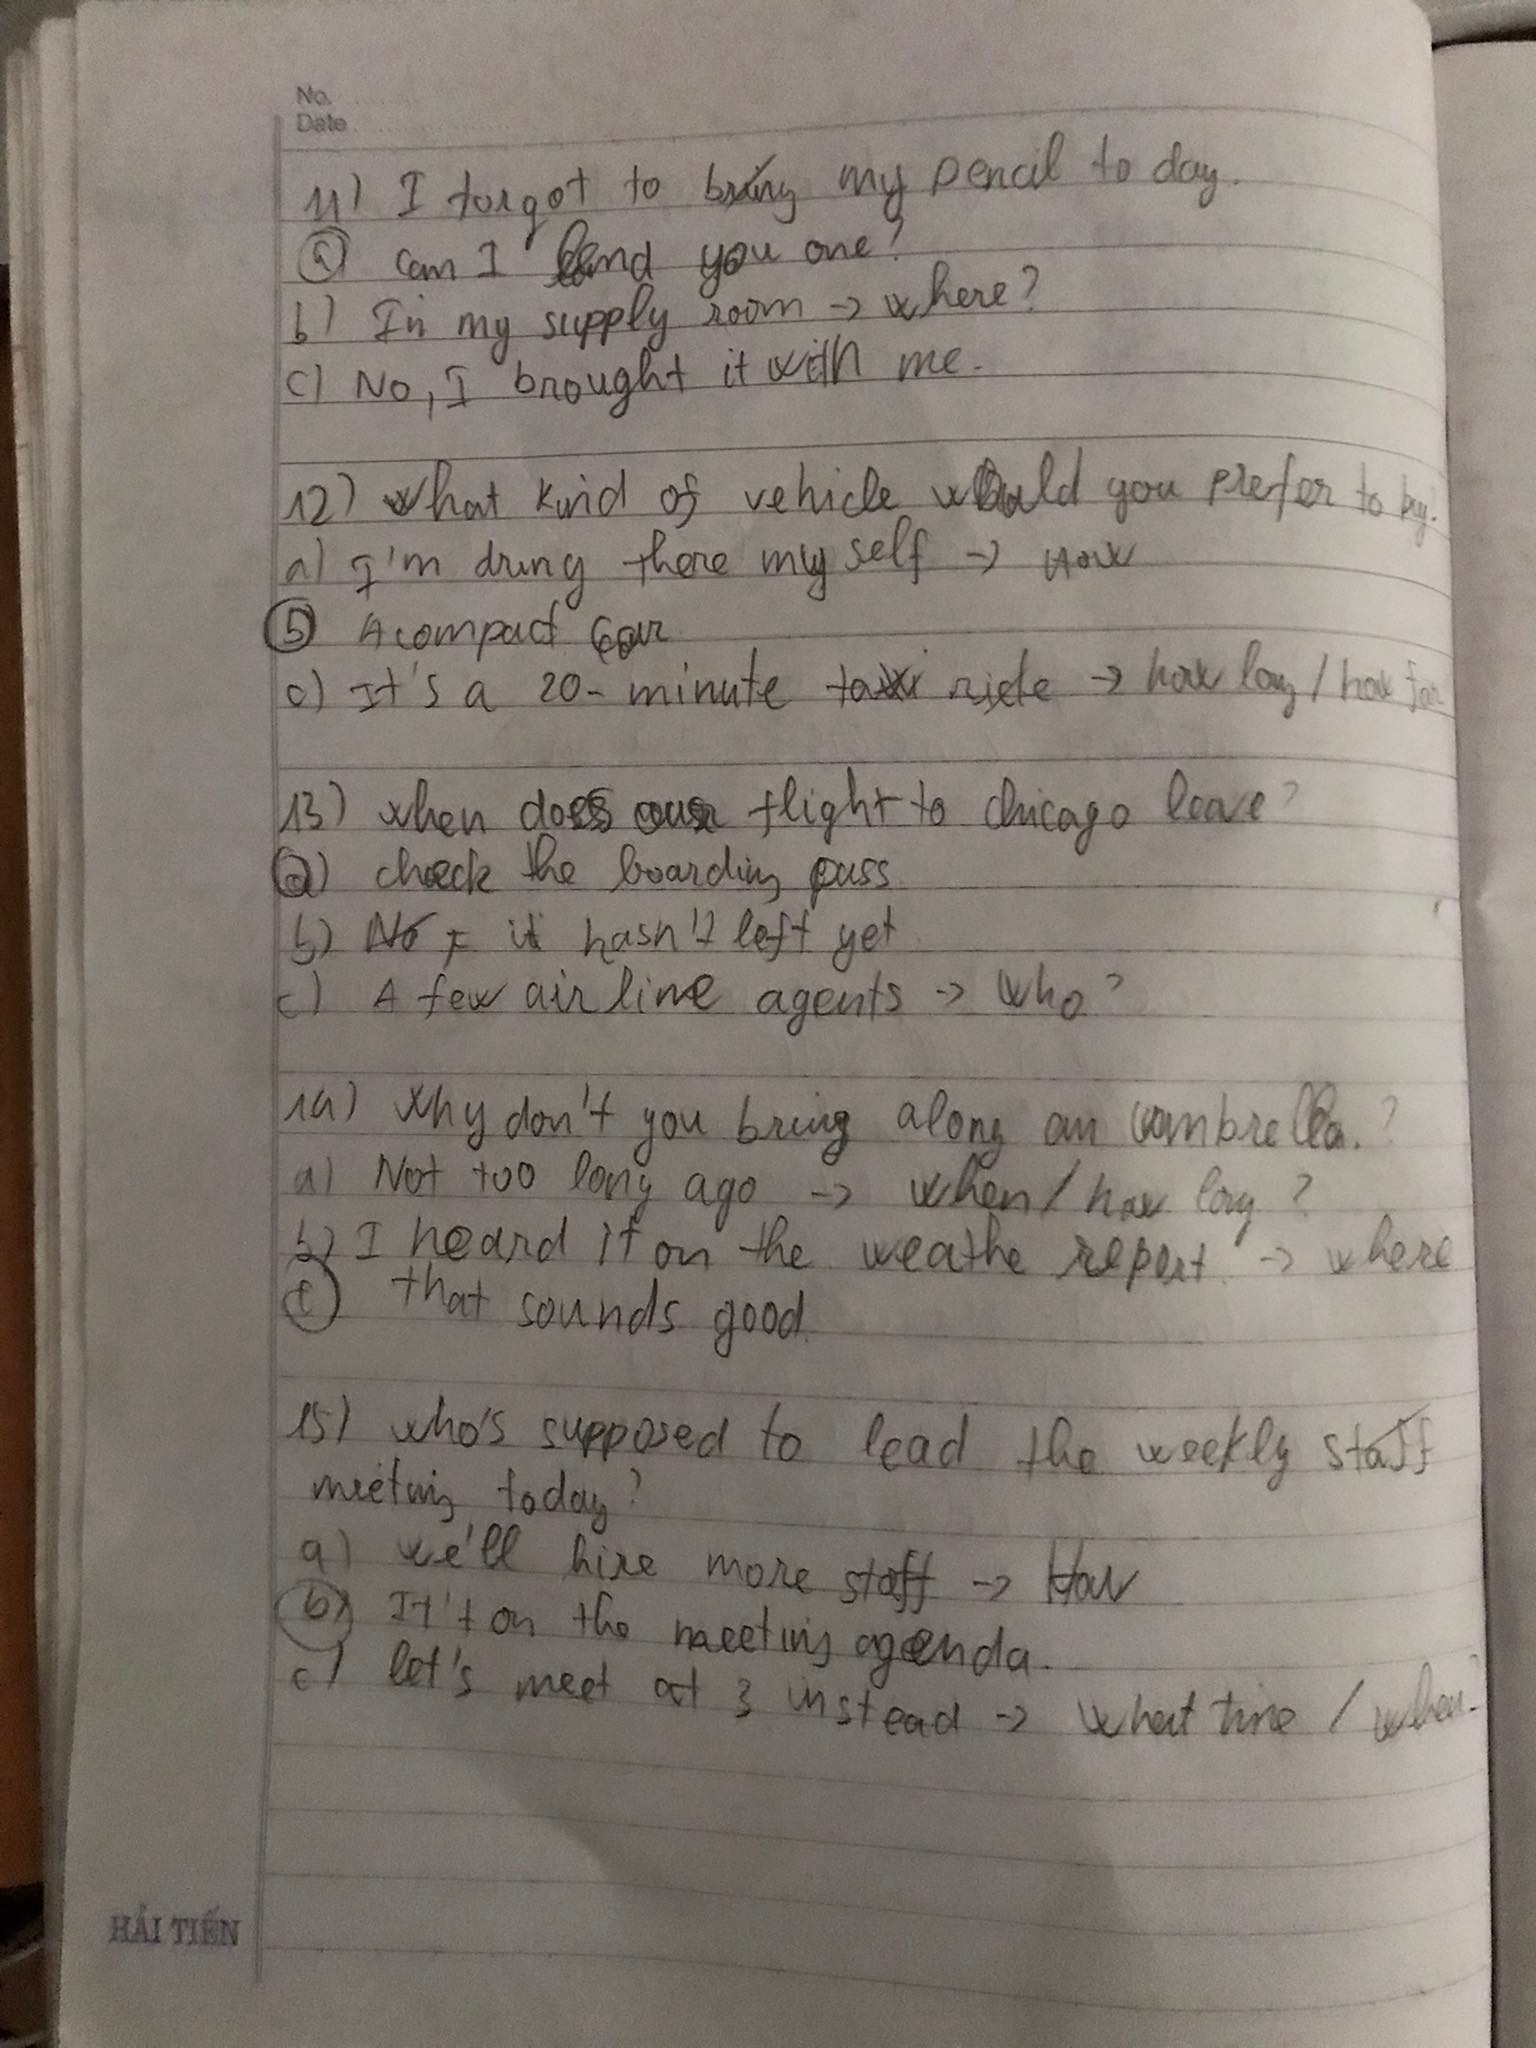 No.
Date
11) I forgot to bring my pencil to day.
a) can I lend you one?
b) In my supply room -> where?
c) No, I brought it with me.
12) what kind of vehicle would you prefer to buy?
a) I'm dring there my self -> How
b) A compact car
c) It's a 20-minute taxi ride -> how long / how far
13) when does our flight to chicago leave?
a) check the boarding pass
b) No, it hasn't left yet
c) A few air line agents -> who?
14) why don't you bring along an umbrella.?
a) Not too long ago -> when / how long?
b) I heard it on the weathe report. -> where
c) that sounds good.
15) who's supposed to lead the weekly staff
meeting today?
a) we'll hire more staff -> How
b) It't on the meeting agenda.
c) let's meet at 3 instead -> what time / when?
HẢI TIẾN